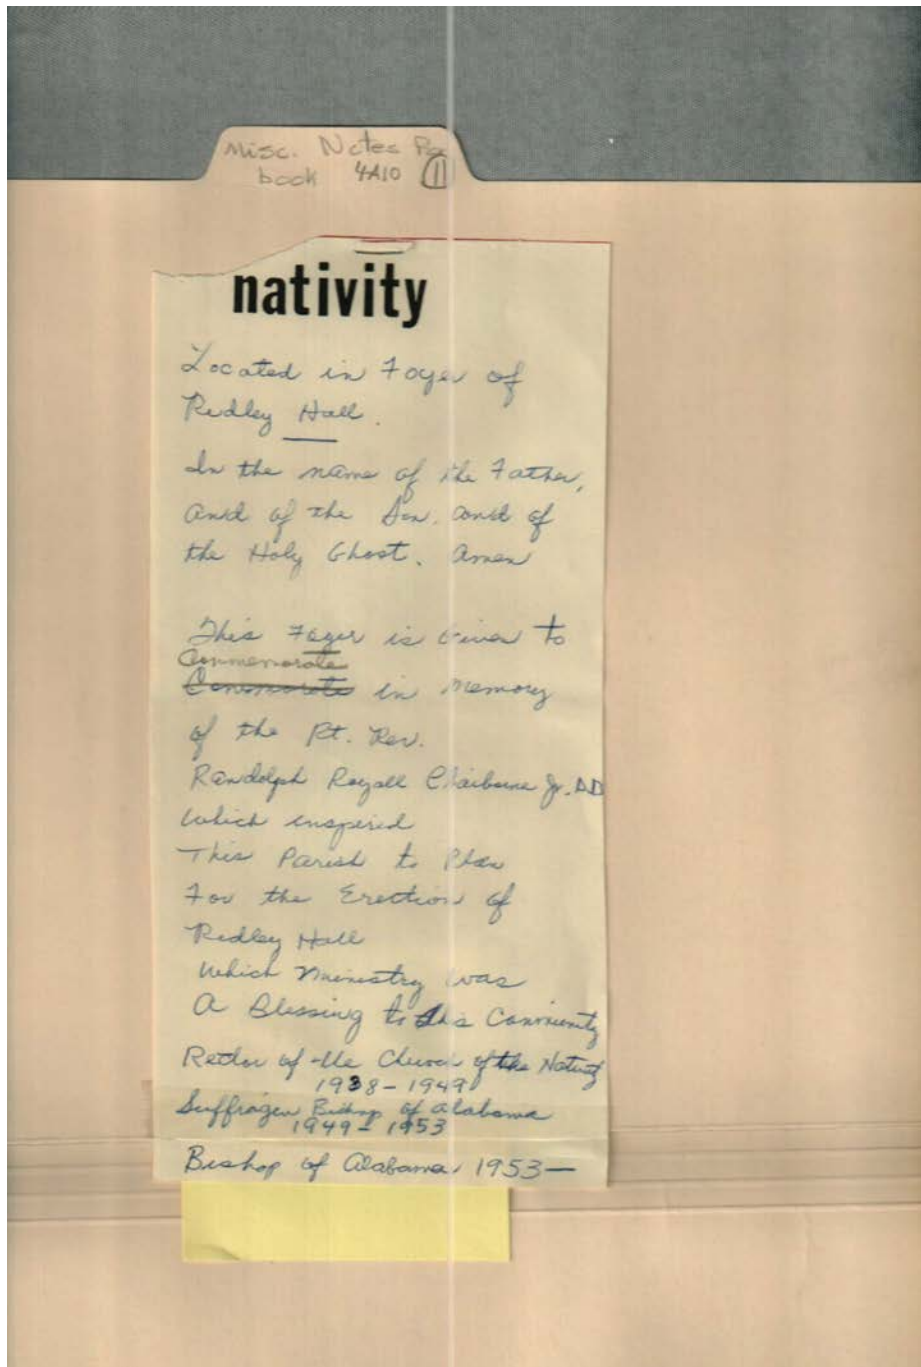 Misc. Notes Pg
book 4A10 11
nativity
Located in Foyer of
Ridley Hall.
In the name of the Father,
and of the Son, and of
the Holy Ghost. Amen
This Foyer is Given to
Commemorate
Commorate in Memory
of the Rt. Rev.
Randolph Royall Claiborne Jr. DD
Which inspired
This Parish to Plan
For the Erection of
Ridley Hall
Which Ministry was
A Blessing to this Community
Rector of the Church of the Nativity
1938-1949
Suffragen Bishop of Alabama
1949-1953
Bishop of Alabama 1953—